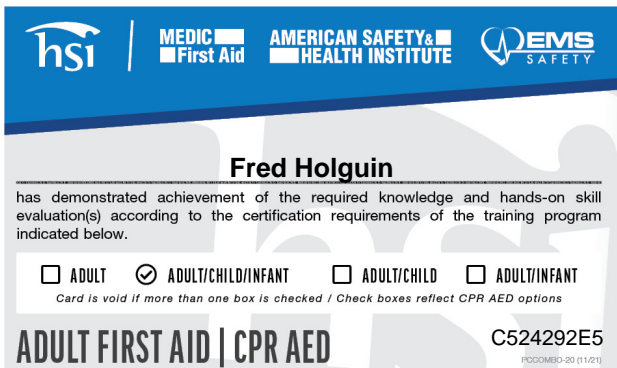 hsi
MEDIC First Aid
AMERICAN SAFETY& HEALTH INSTITUTE
EMS SAFETY
Fred Holguin
has demonstrated achievement of the required knowledge and hands-on skill
evaluation(s) according to the certification requirements of the training program
indicated below.
ADULT ADULT/CHILD/INFANT ADULT/CHILD ADULT/INFANT
Card is void if more than one box is checked / Check boxes reflect CPR AED options
ADULT FIRST AID | CPR AED
C524292E5
PCCOMBO-20 (11/21)